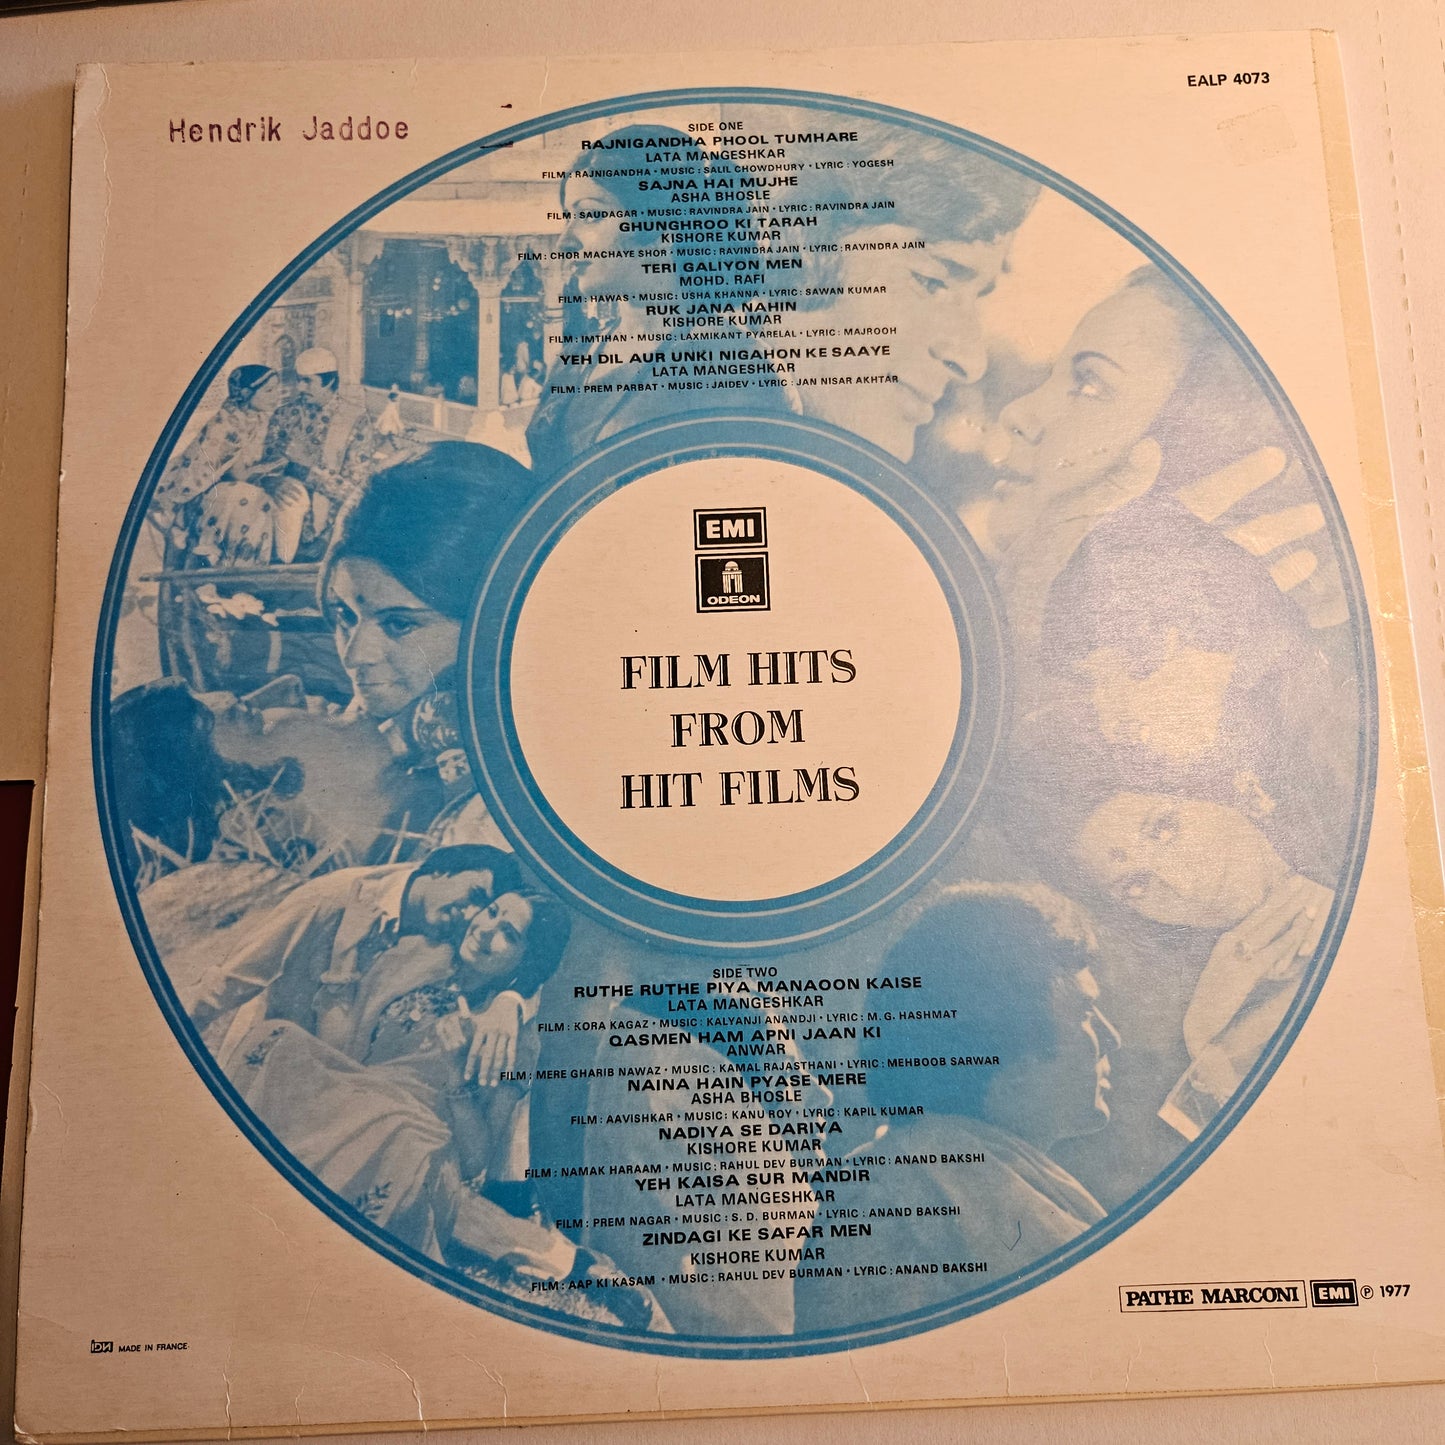 EALP 4073
Hendrik Jaddoe
SIDE ONE
RAJNIGANDHA PHOOL TUMHARE
LATA MANGESHKAR
FILM : RAJNIGANDHA • MUSIC : SALIL CHOWDHURY • LYRIC : YOGESH
SAJNA HAI MUJHE
ASHA BHOSLE
FILM : SAUDAGAR • MUSIC : RAVINDRA JAIN • LYRIC : RAVINDRA JAIN
GHUNGHROO KI TARAH
KISHORE KUMAR
FILM : CHOR MACHAYE SHOR • MUSIC : RAVINDRA JAIN • LYRIC : RAVINDRA JAIN
TERI GALIYON MEN
MOHD. RAFI
FILM : HAWAS • MUSIC : USHA KHANNA • LYRIC : SAWAN KUMAR
RUK JANA NAHIN
KISHORE KUMAR
FILM : IMTIHAN • MUSIC : LAXMIKANT PYARELAL • LYRIC : MAJROOH
YEH DIL AUR UNKI NIGAHON KE SAAYE
LATA MANGESHKAR
FILM : PREM PARBAT • MUSIC : JAIDEV • LYRIC : JAN NISAR AKHTAR
EMI
ODEON
FILM HITS
FROM
HIT FILMS
SIDE TWO
RUTHE RUTHE PIYA MANAOON KAISE
LATA MANGESHKAR
FILM : KORA KAGAZ • MUSIC : KALYANJI ANANDJI • LYRIC : M. G. HASHMAT
QASMEN HAM APNI JAAN KI
ANWAR
FILM : MERE GHARIB NAWAZ • MUSIC : KAMAL RAJASTHANI • LYRIC : MEHBOOB SARWAR
NAINA HAIN PYASE MERE
ASHA BHOSLE
FILM : AAVISHKAR • MUSIC : KANU ROY • LYRIC : KAPIL KUMAR
NADIYA SE DARIYA
KISHORE KUMAR
FILM : NAMAK HARAAM • MUSIC : RAHUL DEV BURMAN • LYRIC : ANAND BAKSHI
YEH KAISA SUR MANDIR
LATA MANGESHKAR
FILM : PREM NAGAR • MUSIC : S. D. BURMAN • LYRIC : ANAND BAKSHI
ZINDAGI KE SAFAR MEN
KISHORE KUMAR
FILM : AAP KI KASAM • MUSIC : RAHUL DEV BURMAN • LYRIC : ANAND BAKSHI
PATHE MARCONI EMI ℗ 1977
IDN MADE IN FRANCE